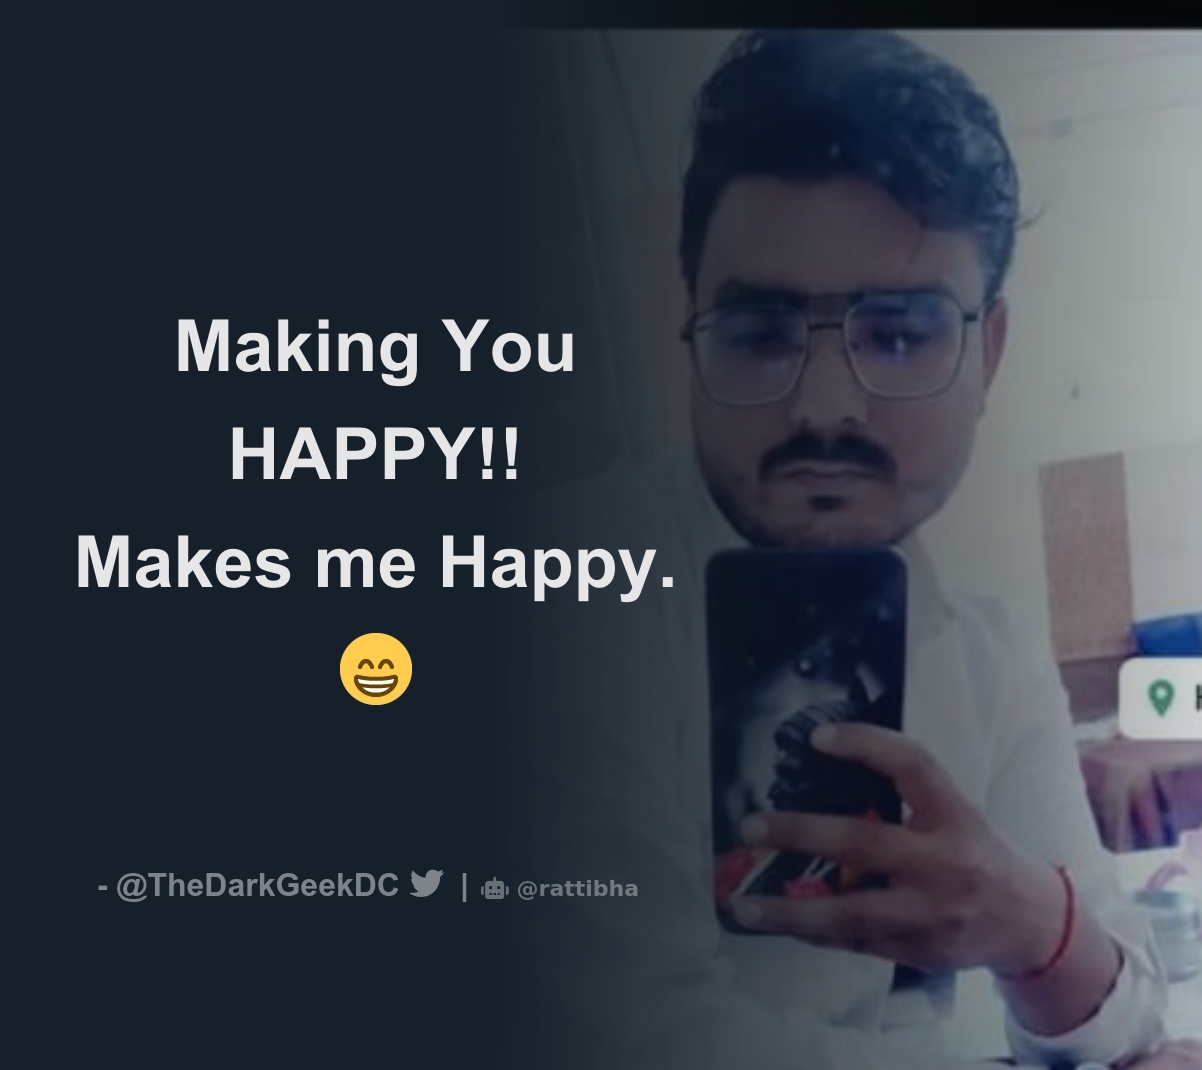 Making You
HAPPY!!
Makes me Happy.
😁
- @TheDarkGeekDC | @rattibha